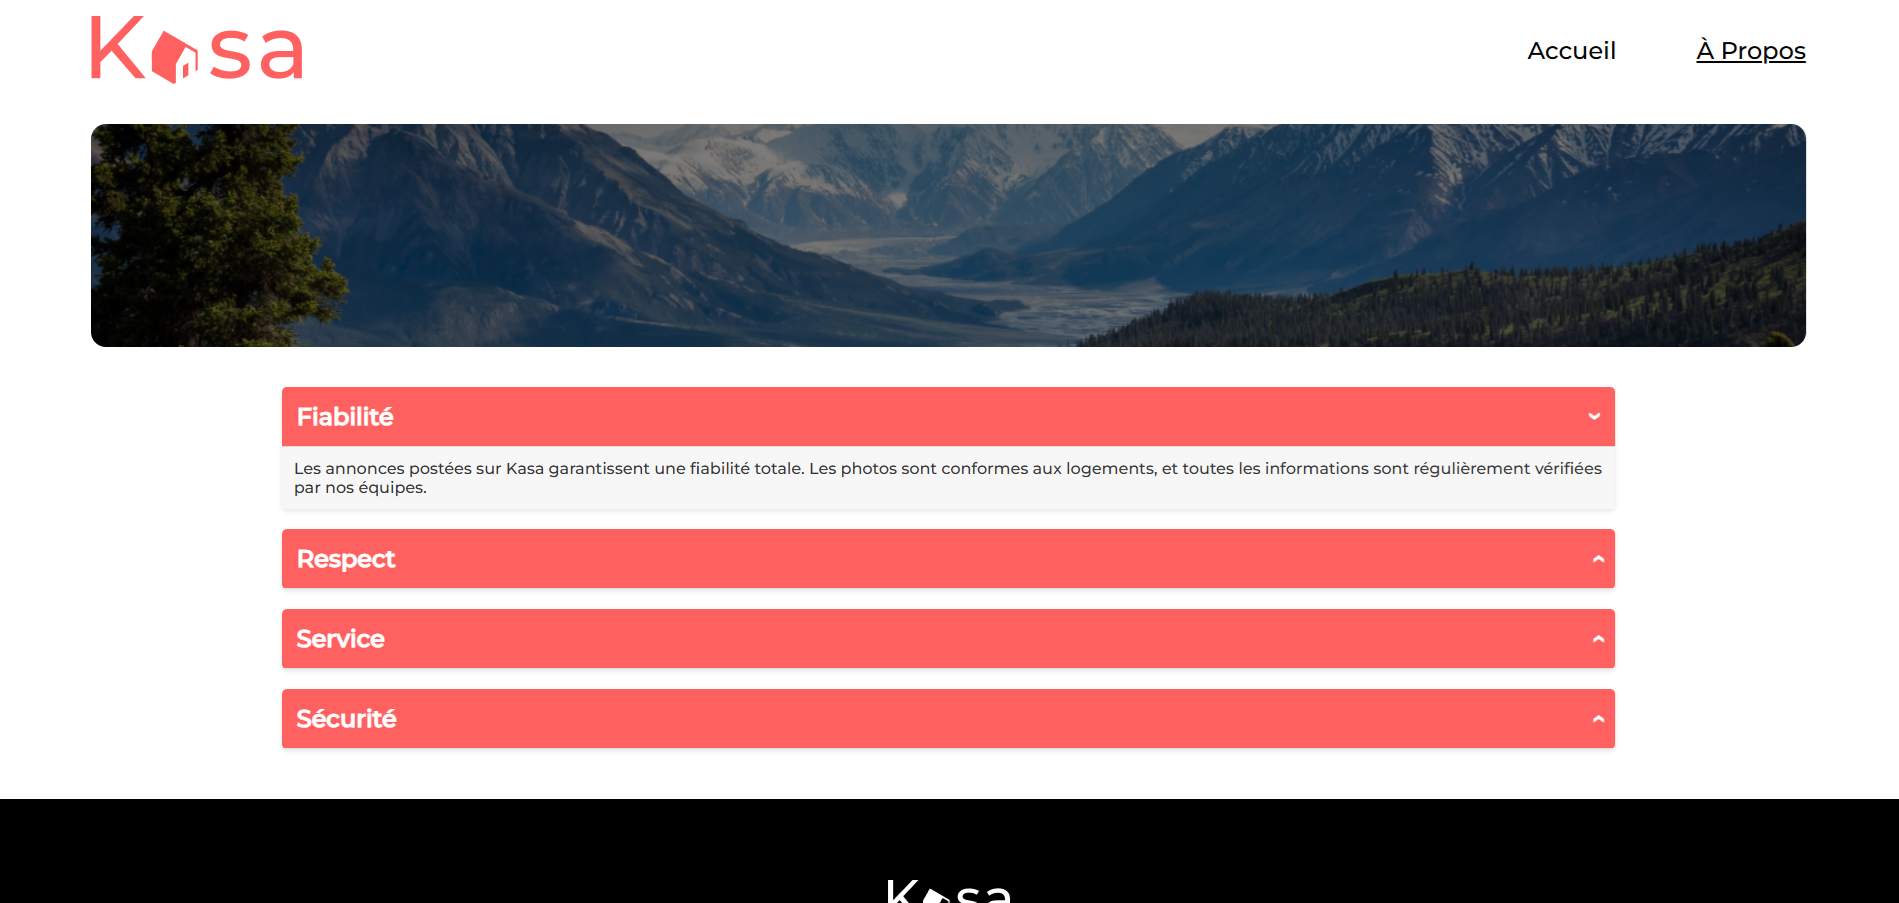 Kasa
Accueil
À Propos
Fiabilité
Les annonces postées sur Kasa garantissent une fiabilité totale. Les photos sont conformes aux logements, et toutes les informations sont régulièrement vérifiées
par nos équipes.
Respect
Service
Sécurité
Kasa